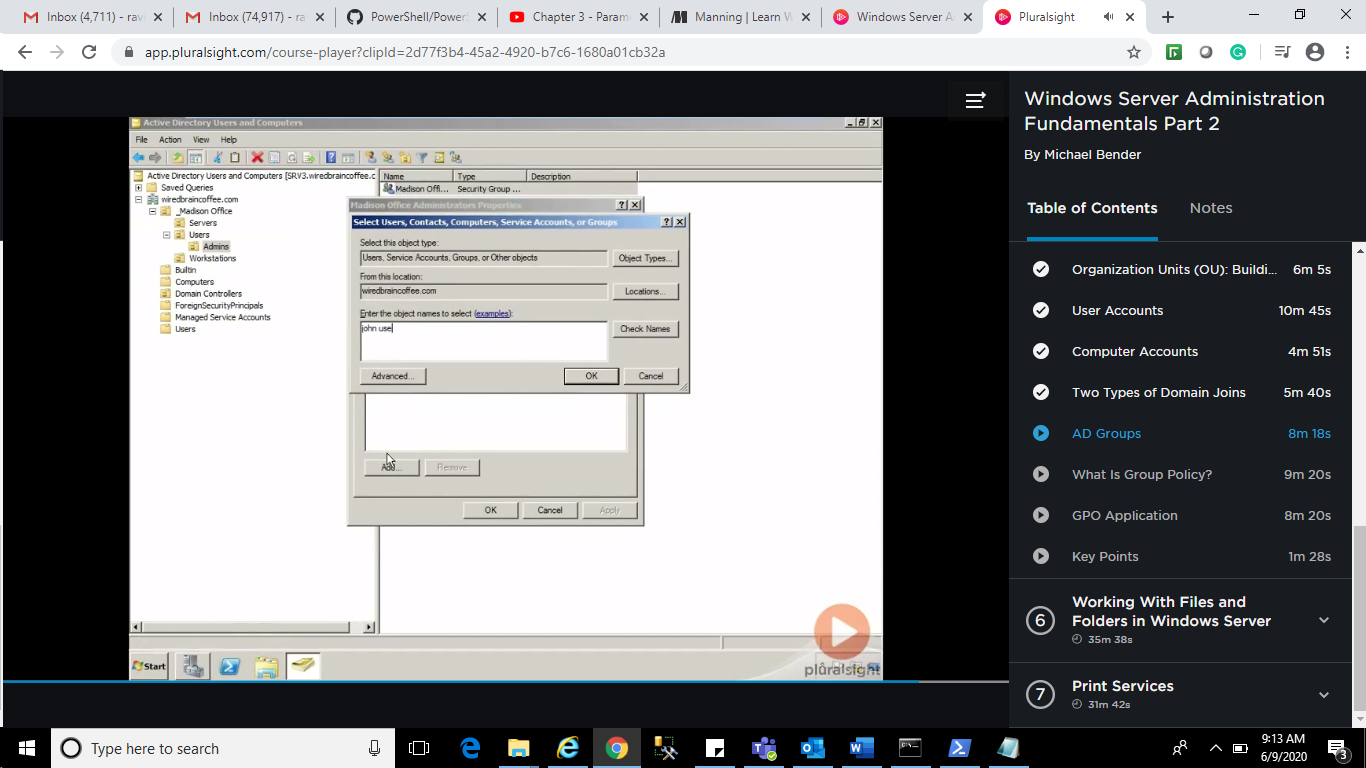 Inbox (4,711) - rav
Inbox (74,917) - ra
PowerShell/Power
Chapter 3 - Param
Manning | Learn W
Windows Server A
Pluralsight
app.pluralsight.com/course-player?clipId=2d77f3b4-45a2-4920-b7c6-1680a01cb32a
Active Directory Users and Computers
File Action View Help
Active Directory Users and Computers [SRV3.wiredbraincoffee.c
Saved Queries
wiredbraincoffee.com
_Madison Office
Servers
Users
Admins
Workstations
Builtin
Computers
Domain Controllers
ForeignSecurityPrincipals
Managed Service Accounts
Users
Name Type Description
Madison Offi... Security Group ...
Madison Office Administrators Properties
Select Users, Contacts, Computers, Service Accounts, or Groups
Select this object type:
Users, Service Accounts, Groups, or Other objects
Object Types...
From this location:
wiredbraincoffee.com
Locations...
Enter the object names to select (examples):
john use
Check Names
Advanced...
OK
Cancel
Add...
Remove
OK
Cancel
Apply
Start
pluralsight
Windows Server Administration
Fundamentals Part 2
By Michael Bender
Table of Contents
Notes
Organization Units (OU): Buildi... 6m 5s
User Accounts 10m 45s
Computer Accounts 4m 51s
Two Types of Domain Joins 5m 40s
AD Groups 8m 18s
What Is Group Policy? 9m 20s
GPO Application 8m 20s
Key Points 1m 28s
6
Working With Files and
Folders in Windows Server
35m 38s
7
Print Services
31m 42s
Type here to search
9:13 AM
6/9/2020
3